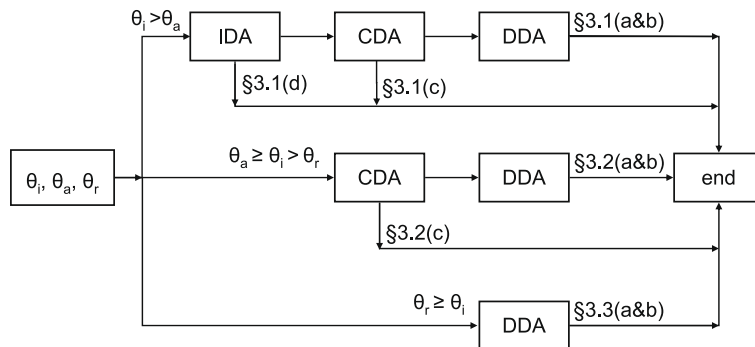 θi > θa
IDA
CDA
DDA
§3.1(a&b)
§3.1(d)
§3.1(c)
θi, θa, θr
θa ≥ θi > θr
CDA
DDA
§3.2(a&b)
end
§3.2(c)
θr ≥ θi
DDA
§3.3(a&b)